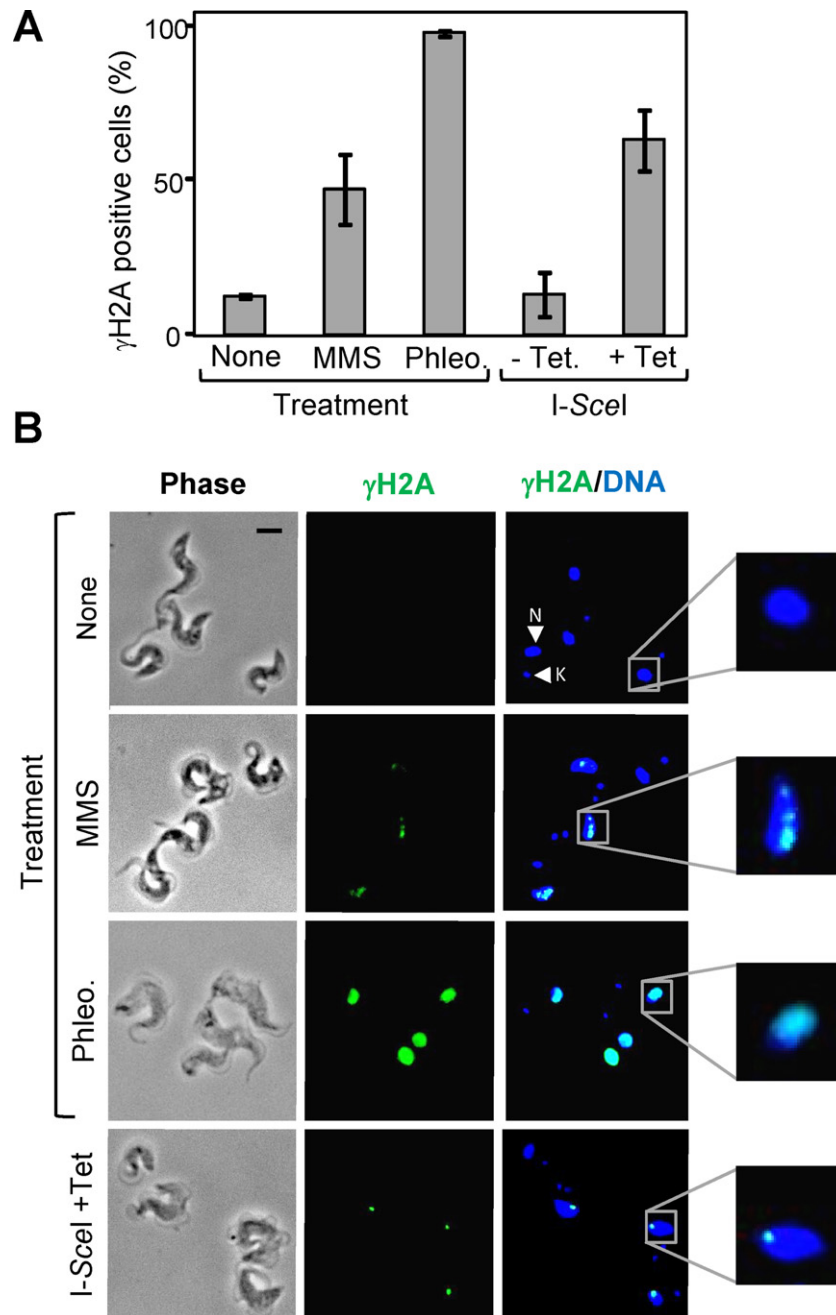 A
γH2A positive cells (%)
100
50
0
None MMS Phleo. - Tet. + Tet
Treatment I-SceI
B
Phase γH2A γH2A/DNA
Treatment
None
N
K
MMS
Phleo.
I-SceI +Tet